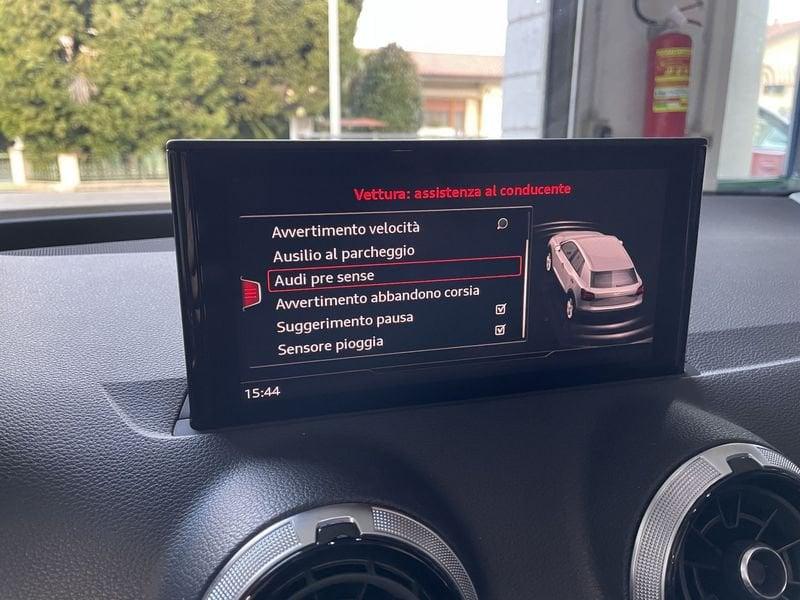 Vettura: assistenza al conducente
Avvertimento velocità
Ausilio al parcheggio
Audi pre sense
Avvertimento abbandono corsia
Suggerimento pausa
Sensore pioggia
15:44